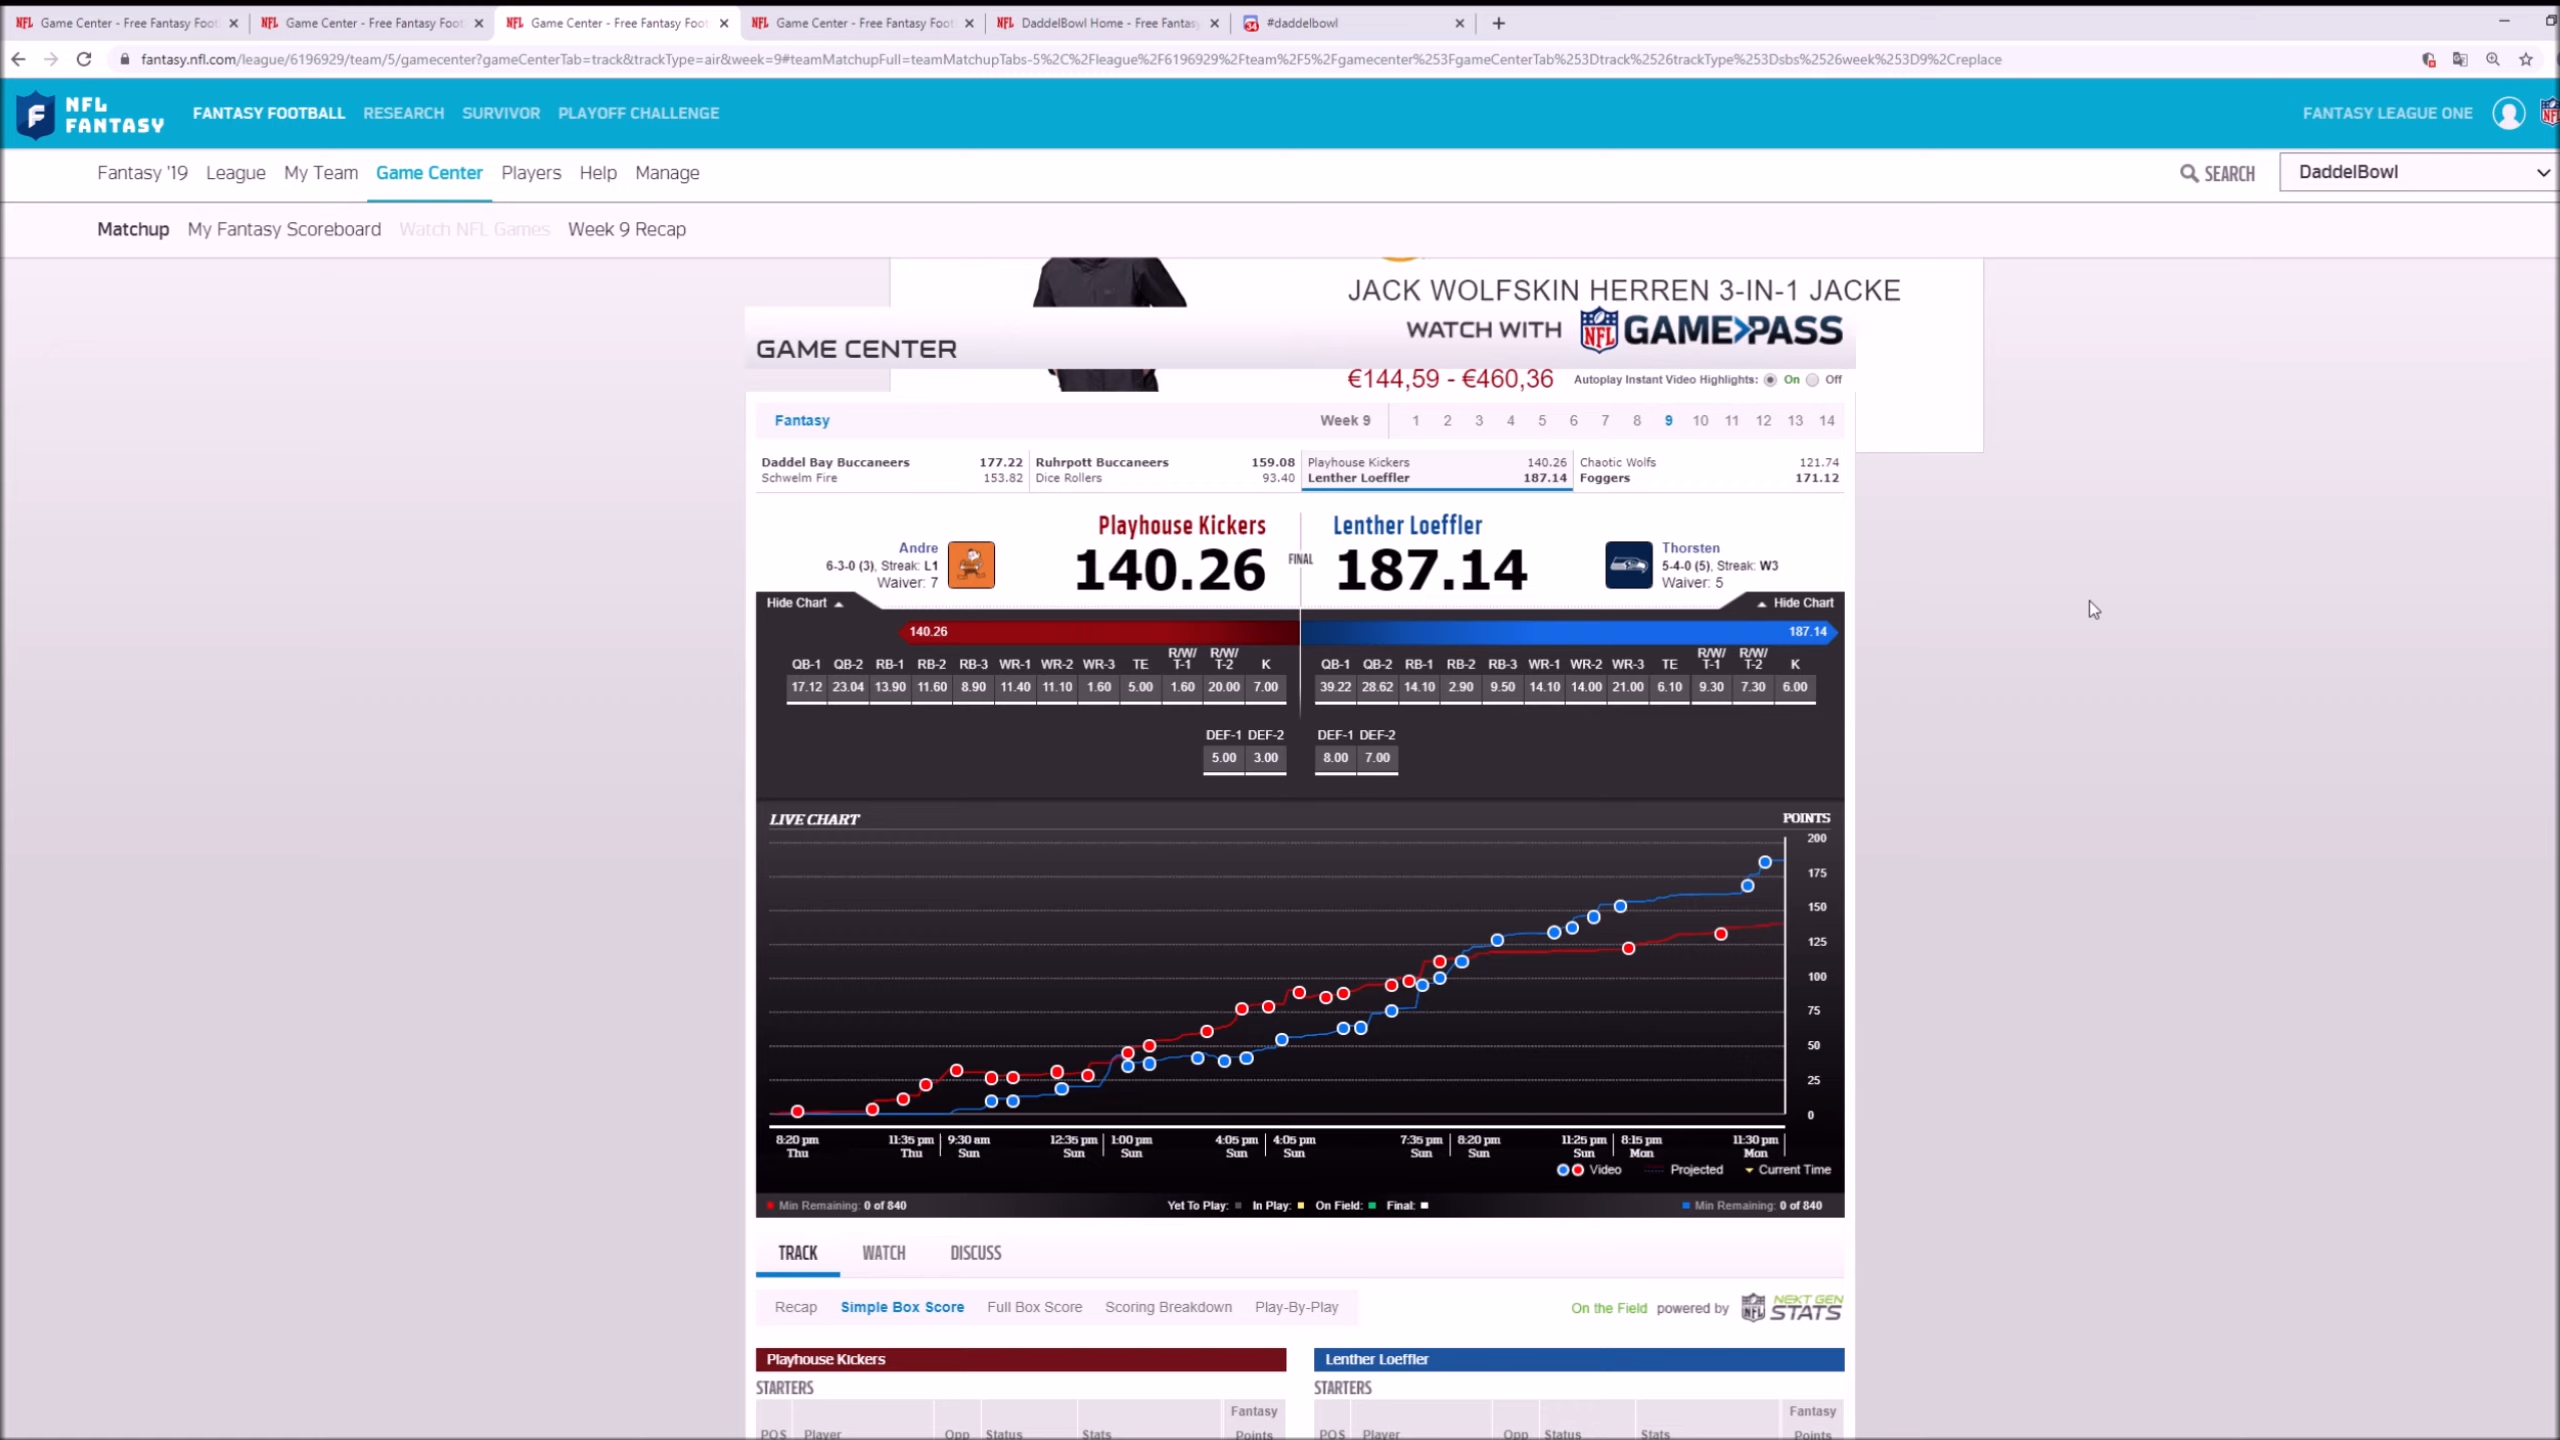 Game Center - Free Fantasy Foot
Game Center - Free Fantasy Foot
Game Center - Free Fantasy Foot
Game Center - Free Fantasy Foot
DaddelBowl Home - Free Fantasy
#daddelbowl
fantasy.nfl.com/league/6196929/team/5/gamecenter?gameCenterTab=track&trackType=air&week=9#teamMatchupFull=teamMatchupTabs-5%2C%2Fleague%2F6196929%2Fteam%2F5%2Fgamecenter%253FgameCenterTab%253Dtrack%2526trackType%253Dsbs%2526week%253D9%2Creplace
NFL FANTASY
FANTASY FOOTBALL RESEARCH SURVIVOR PLAYOFF CHALLENGE
FANTASY LEAGUE ONE
Fantasy '19 League My Team Game Center Players Help Manage
SEARCH
DaddelBowl
Matchup My Fantasy Scoreboard Watch NFL Games Week 9 Recap
JACK WOLFSKIN HERREN 3-IN-1 JACKE
WATCH WITH NFL GAMEPASS
GAME CENTER
€144,59 - €460,36 Autoplay Instant Video Highlights: On Off
Fantasy Week 9 1 2 3 4 5 6 7 8 9 10 11 12 13 14
Daddel Bay Buccaneers 177.22 Ruhrpott Buccaneers 159.08 Playhouse Kickers 140.26 Chaotic Wolfs 121.74
Schwelm Fire 153.82 Dice Rollers 93.40 Lenther Loeffler 187.14 Foggers 171.12
Playhouse Kickers Lenther Loeffler
Andre 140.26 FINAL 187.14 Thorsten
6-3-0 (3), Streak: L1 5-4-0 (5), Streak: W3
Waiver: 7 Waiver: 5
Hide Chart Hide Chart
140.26 187.14
QB-1 QB-2 RB-1 RB-2 RB-3 WR-1 WR-2 WR-3 TE R/W/T-1 R/W/T-2 K QB-1 QB-2 RB-1 RB-2 RB-3 WR-1 WR-2 WR-3 TE R/W/T-1 R/W/T-2 K
17.12 23.04 13.90 11.60 8.90 11.40 11.10 1.60 5.00 1.60 20.00 7.00 39.22 28.62 14.10 2.90 9.50 14.10 14.00 21.00 6.10 9.30 7.30 6.00
DEF-1 DEF-2 DEF-1 DEF-2
5.00 3.00 8.00 7.00
LIVE CHART POINTS
200
175
150
125
100
75
50
25
0
8:20 pm 11:35 pm 9:30 am 12:35 pm 1:00 pm 4:05 pm 4:05 pm 7:35 pm 8:20 pm 11:25 pm 8:15 pm 11:30 pm
Thu Thu Sun Sun Sun Sun Sun Sun Sun Sun Mon Mon
Video Projected Current Time
Min Remaining: 0 of 840 Yet To Play: In Play: On Field: Final: Min Remaining: 0 of 840
TRACK WATCH DISCUSS
Recap Simple Box Score Full Box Score Scoring Breakdown Play-By-Play
On the Field powered by NFL NEXT GEN STATS
Playhouse Kickers Lenther Loeffler
STARTERS STARTERS
Fantasy Fantasy
POS Player Opp Status Stats Points POS Player Opp Status Stats Points